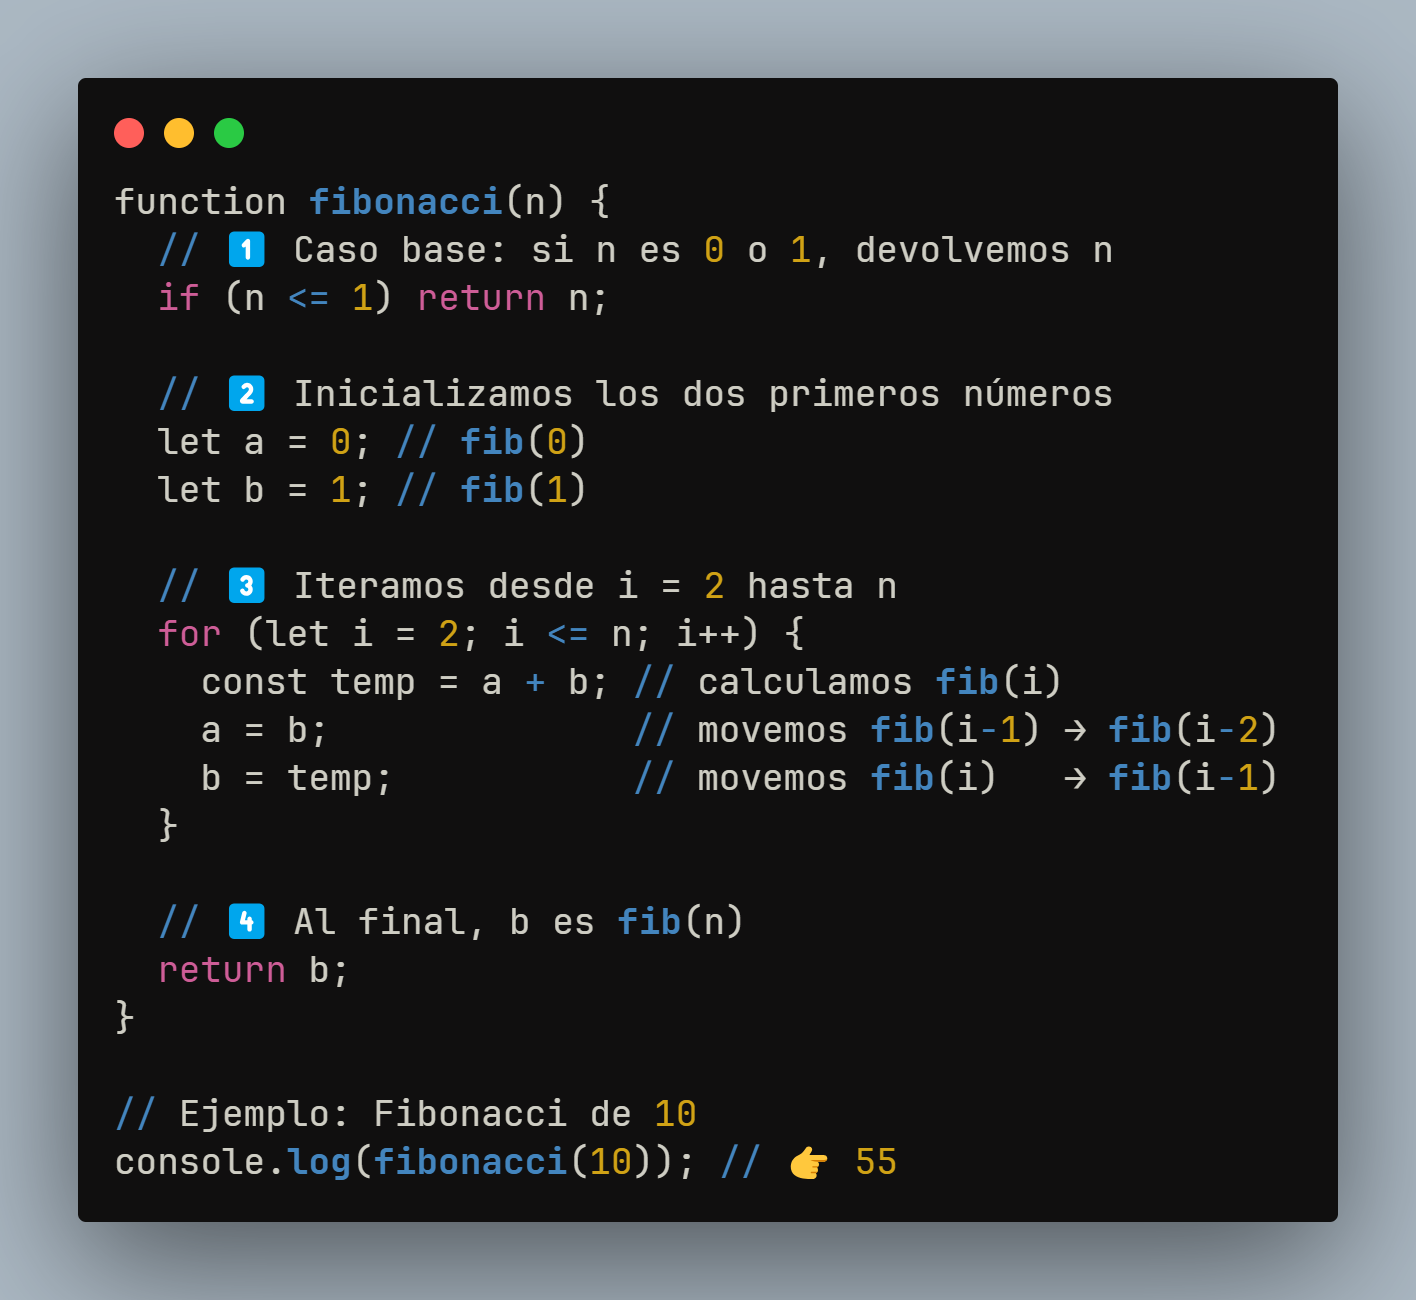 function fibonacci(n) {
  // 1️⃣ Caso base: si n es 0 o 1, devolvemos n
  if (n <= 1) return n;

  // 2️⃣ Inicializamos los dos primeros números
  let a = 0; // fib(0)
  let b = 1; // fib(1)

  // 3️⃣ Iteramos desde i = 2 hasta n
  for (let i = 2; i <= n; i++) {
    const temp = a + b; // calculamos fib(i)
    a = b;              // movemos fib(i-1) → fib(i-2)
    b = temp;           // movemos fib(i)   → fib(i-1)
  }

  // 4️⃣ Al final, b es fib(n)
  return b;
}

// Ejemplo: Fibonacci de 10
console.log(fibonacci(10)); // 👉 55